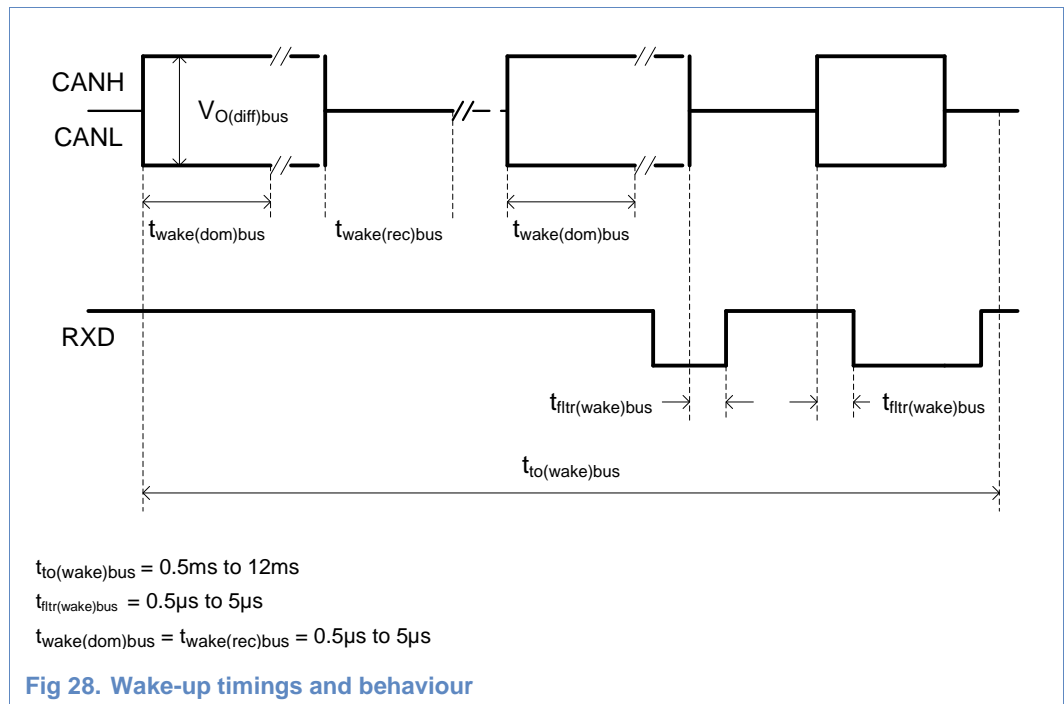 CANH
CANL
VO(diff)bus
twake(dom)bus
twake(rec)bus
twake(dom)bus
RXD
tfltr(wake)bus
tfltr(wake)bus
tto(wake)bus
tto(wake)bus = 0.5ms to 12ms
tfltr(wake)bus = 0.5µs to 5µs
twake(dom)bus = twake(rec)bus = 0.5µs to 5µs
Fig 28. Wake-up timings and behaviour